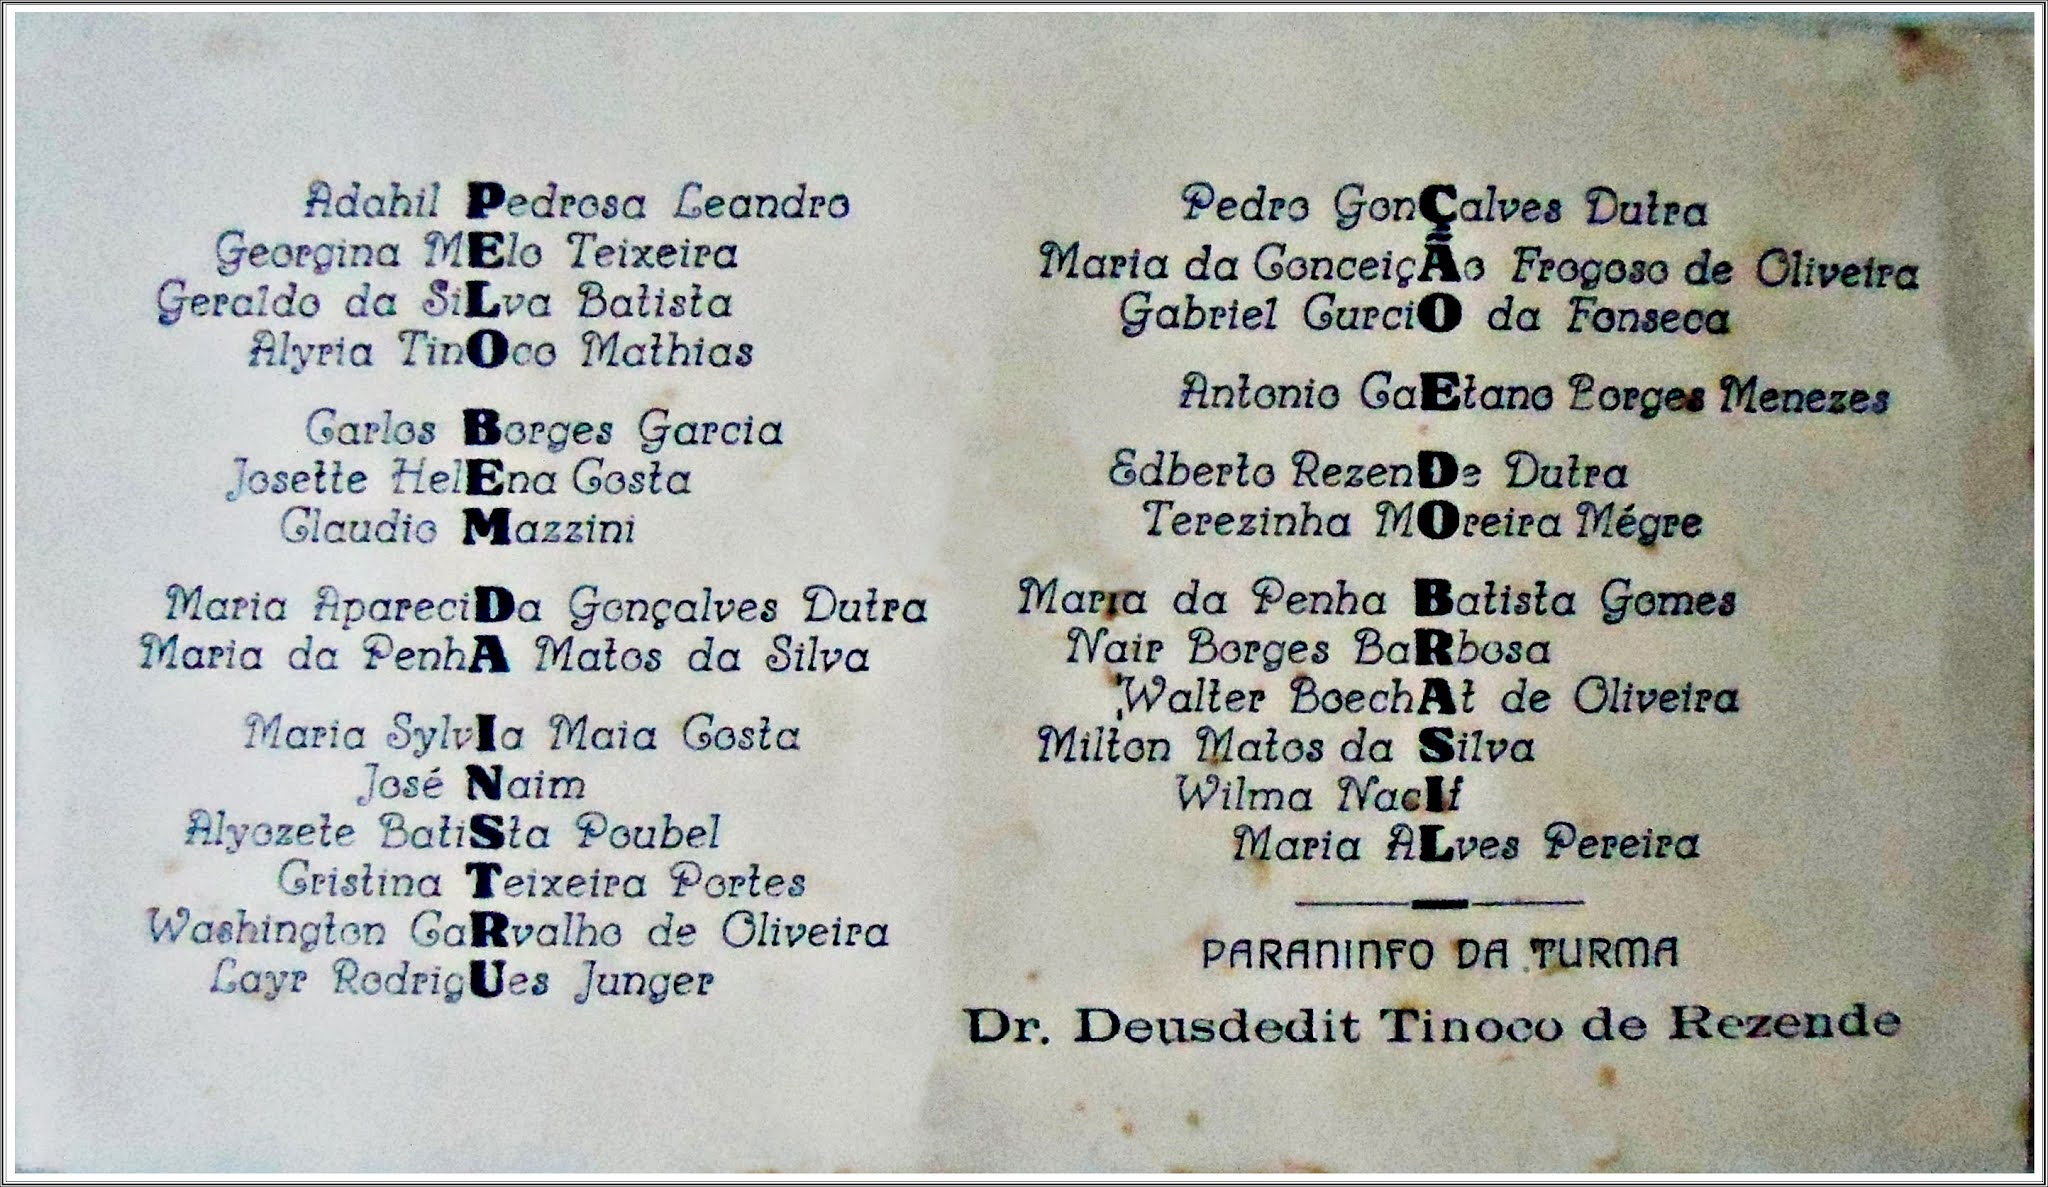 Adahil Pedrosa Leandro
Georgina MElo Teixeira
Geraldo da SiLva Batista
Alyria TinOco Mathias
Carlos Borges Garcia
Josette HelEna Costa
Claudio Mazzini
Maria ApareciDa Gonçalves Dutra
Maria da PenhA Matos da Silva
Maria SylvIa Maia Costa
José Naim
Alyozete BatiSta Poubel
Cristina Teixeira Portes
Washington CaRvalho de Oliveira
Layr RodrigUes Junger
Pedro GonÇalves Dutra
Maria da ConceiçÃo Frogoso de Oliveira
Gabriel CurciO da Fonseca
Antonio CaEtano Borges Menezes
Edberto RezenDe Dutra
Terezinha MOreira Mégre
Maria da Penha Batista Gomes
Nair Borges BaRbosa
Walter BoechAt de Oliveira
Milton Matos da Silva
Wilma NacIf
Maria ALves Pereira
PARANINFO DA TURMA
Dr. Deusdedit Tinoco de Rezende